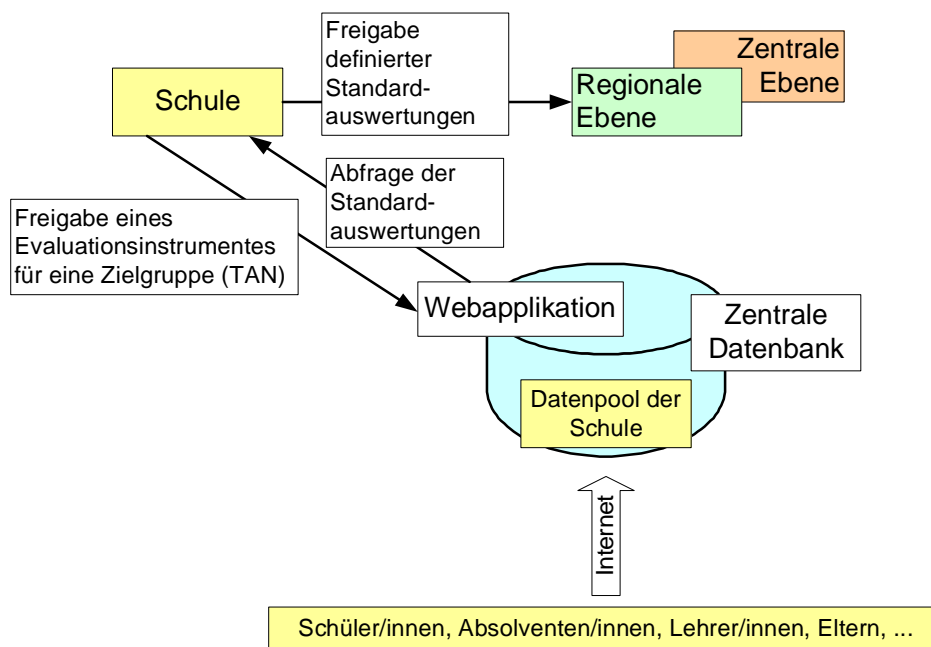 Freigabe
definierter
Standard-
auswertungen
Zentrale
Ebene
Schule
Regionale
Ebene
Abfrage der
Standard-
auswertungen
Freigabe eines
Evaluationsinstrumentes
für eine Zielgruppe (TAN)
Webapplikation
Zentrale
Datenbank
Datenpool der
Schule
Internet
Schüler/innen, Absolventen/innen, Lehrer/innen, Eltern, ...